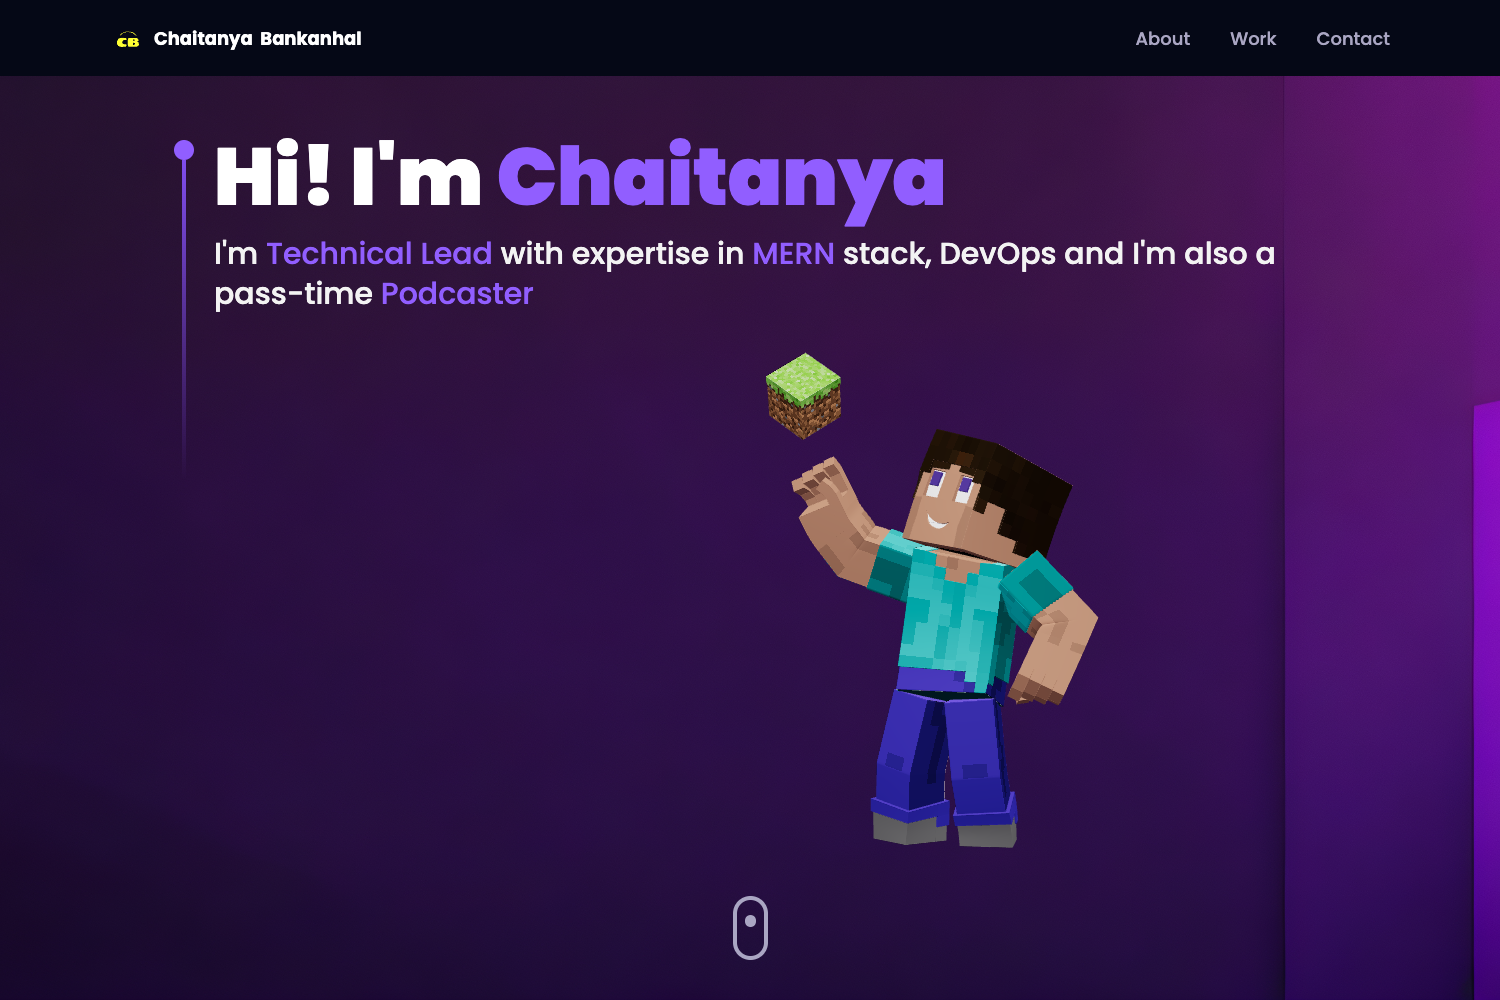 CB Chaitanya Bankanhal
About Work Contact
Hi! I'm Chaitanya
I'm Technical Lead with expertise in MERN stack, DevOps and I'm also a
pass-time Podcaster